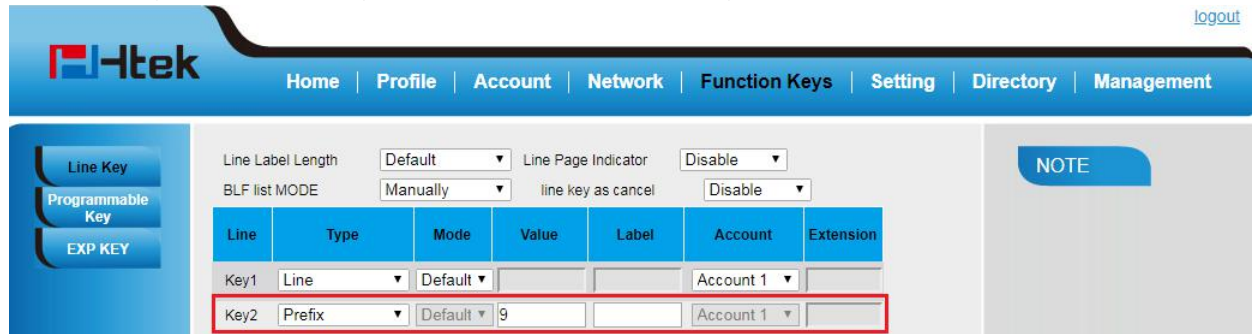 logout
Htek
Home | Profile | Account | Network | Function Keys | Setting | Directory | Management
Line Key
Programmable Key
EXP KEY
Line Label Length Default Line Page Indicator Disable
BLF list MODE Manually line key as cancel Disable
Line Type Mode Value Label Account Extension
Key1 Line Default Account 1
Key2 Prefix Default 9 Account 1
NOTE